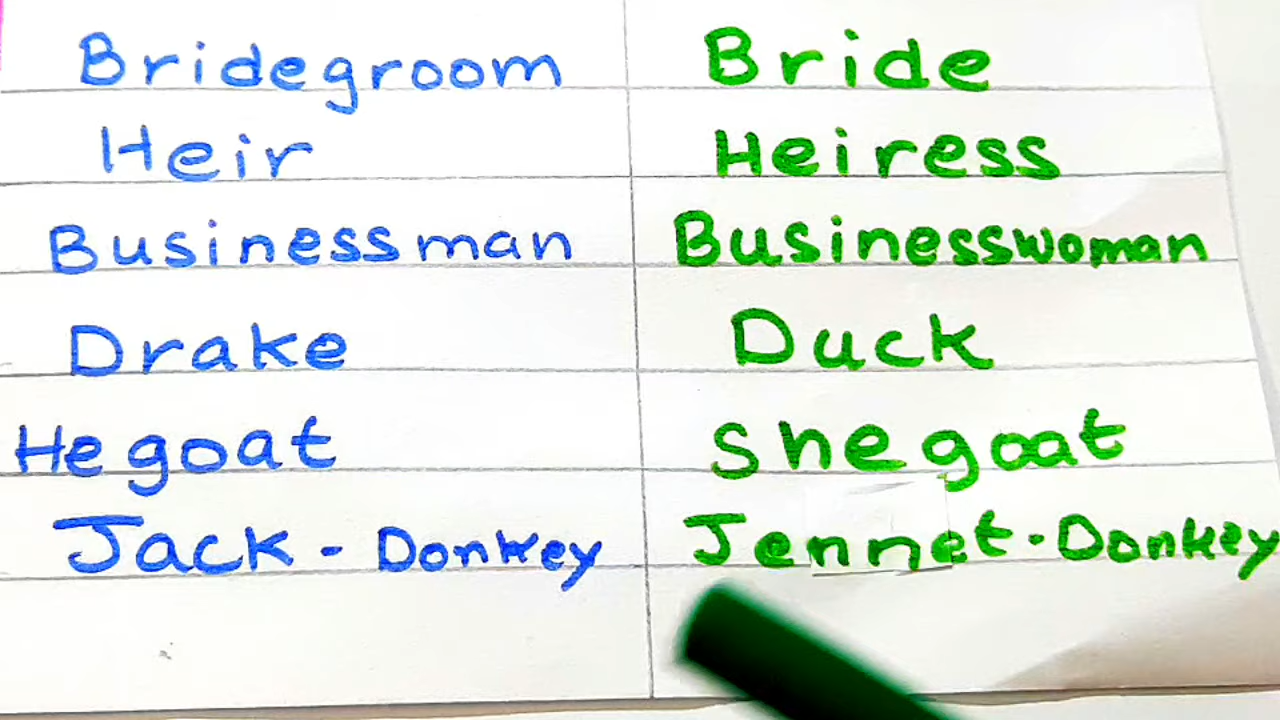 Bridegroom Bride
Heir Heiress
Businessman Businesswoman
Drake Duck
He goat She goat
Jack - Donkey Jennet - Donkey